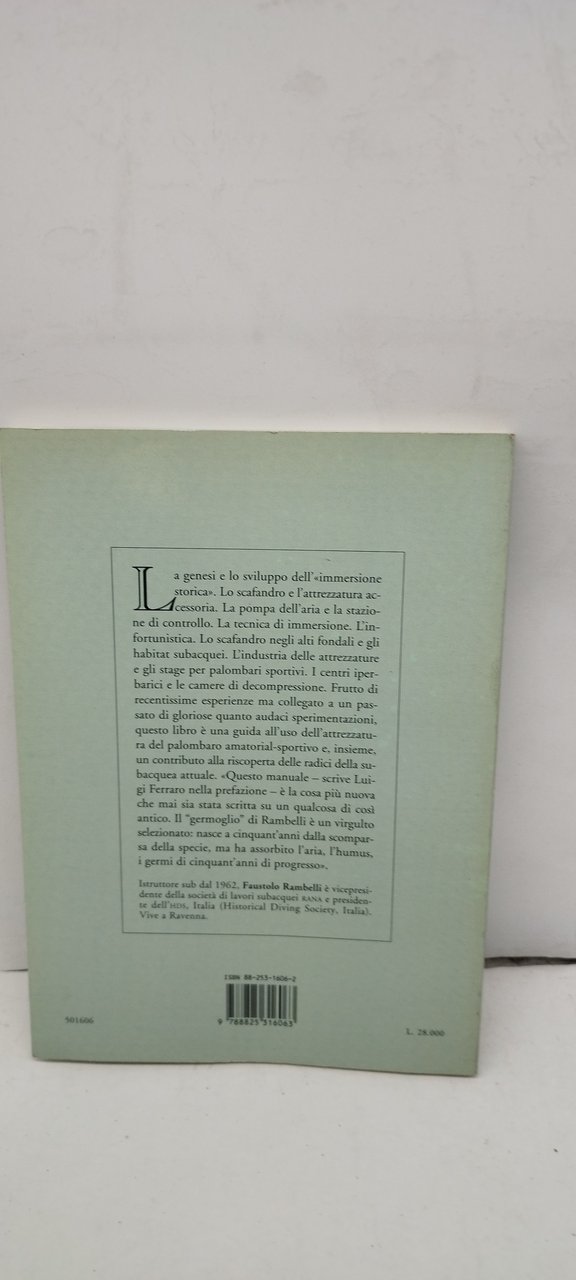 La genesi e lo sviluppo dell'«immersione
storica». Lo scafandro e l'attrezzatura ac-
cessoria. La pompa dell'aria e la stazio-
ne di controllo. La tecnica di immersione. L'in-
fortunistica. Lo scafandro negli alti fondali e gli
habitat subacquei. L'industria delle attrezzature
e gli stage per palombari sportivi. I centri iper-
barici e le camere di decompressione. Frutto di
recentissime esperienze ma collegato a un pas-
sato di gloriose quanto audaci sperimentazioni,
questo libro è una guida all'uso dell'attrezzatu-
ra del palombaro amatorial-sportivo e, insieme,
un contributo alla riscoperta delle radici della su-
bacquea attuale. «Questo manuale – scrive Lui-
gi Ferraro nella prefazione – è la cosa più nuova
che mai sia stata scritta su un qualcosa di così
antico. Il "germoglio" di Rambelli è un virgulto
selezionato: nasce a cinquant'anni dalla scompar-
sa della specie, ma ha assorbito l'aria, l'humus,
i germi di cinquant'anni di progresso».
Istruttore sub dal 1962, Faustolo Rambelli è vicepresi-
dente della società di lavori subacquei RANA e presiden-
te dell'HDS, Italia (Historical Diving Society, Italia).
Vive a Ravenna.
ISBN 88-253-1606-2
9 788825 316063
501606
L. 28.000